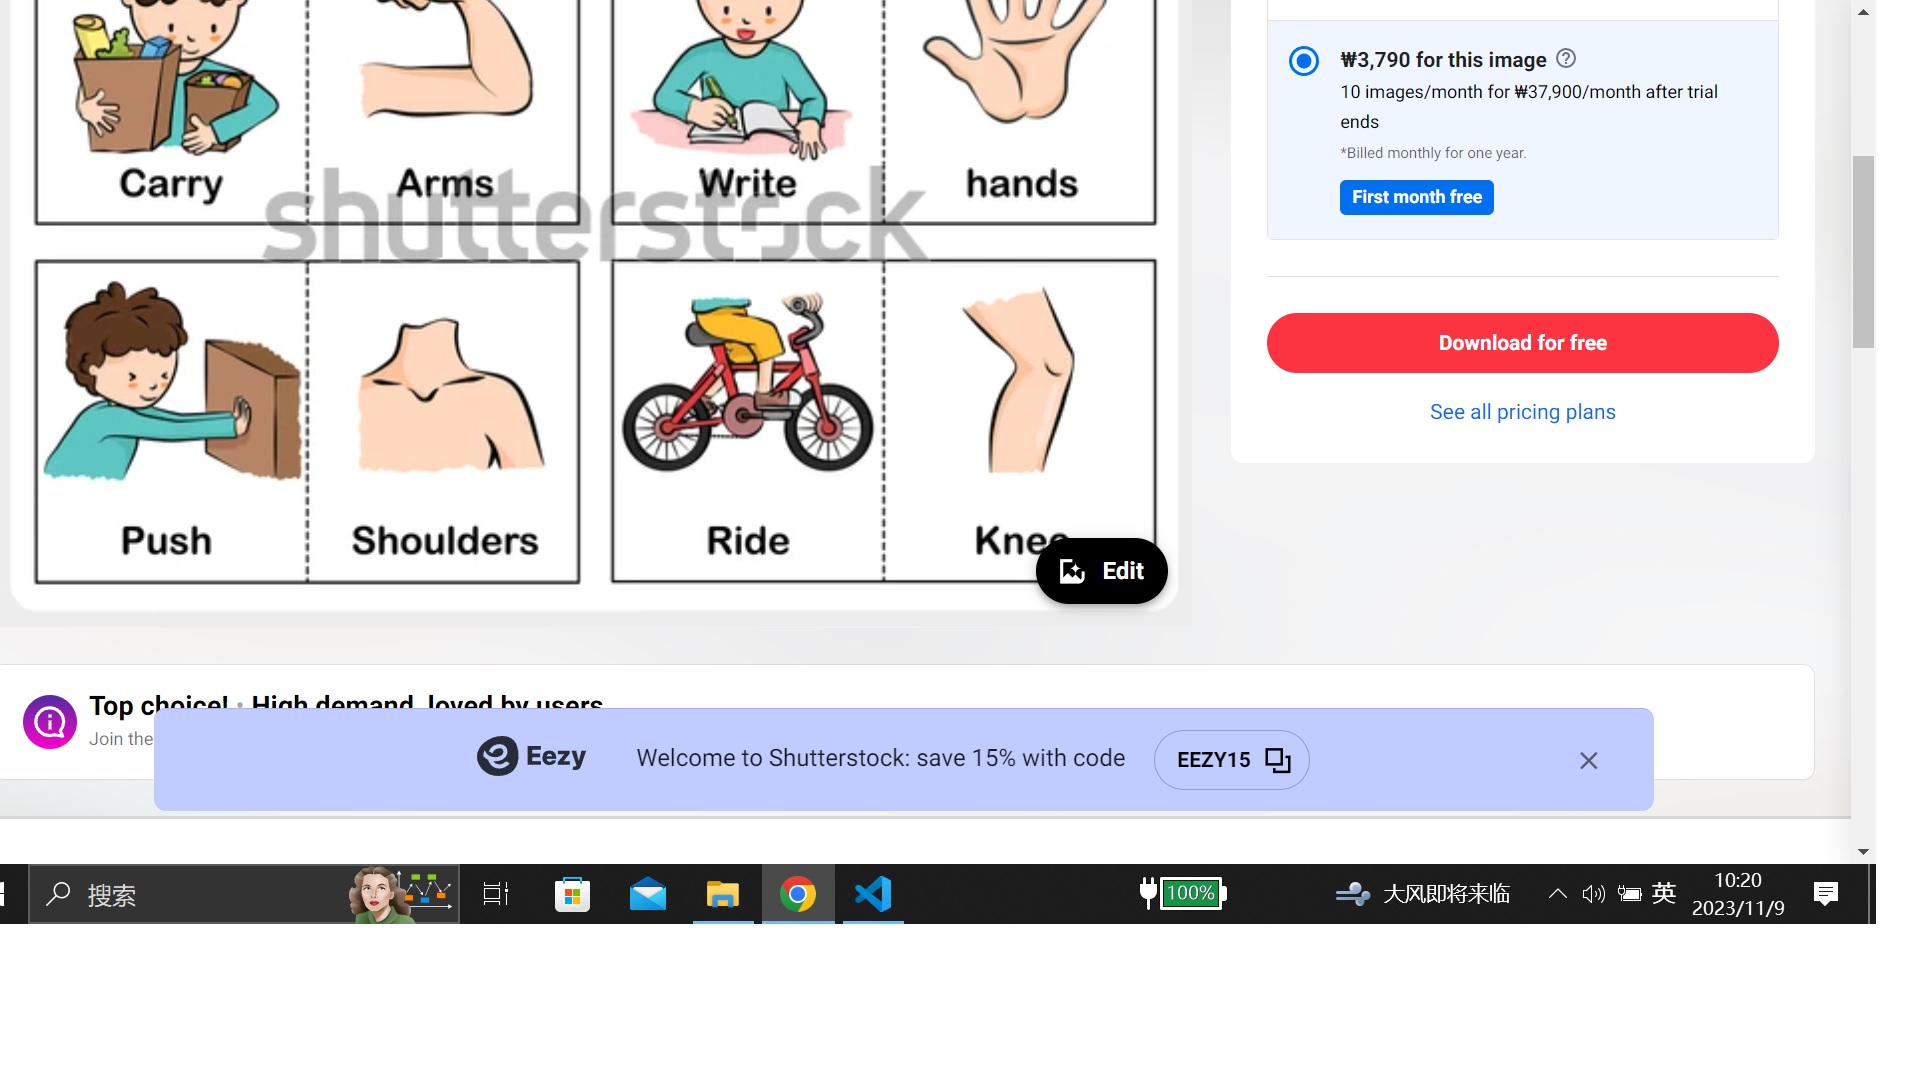 Carry
Arms
Write
hands
shutterstock
Push
Shoulders
Ride
Knee
Edit
₩3,790 for this image
10 images/month for ₩37,900/month after trial
ends
*Billed monthly for one year.
First month free
Download for free
See all pricing plans
Top choice! • High demand, loved by users
Join the
Eezy
Welcome to Shutterstock: save 15% with code
EEZY15
搜索
100%
大风即将来临
英
10:20
2023/11/9